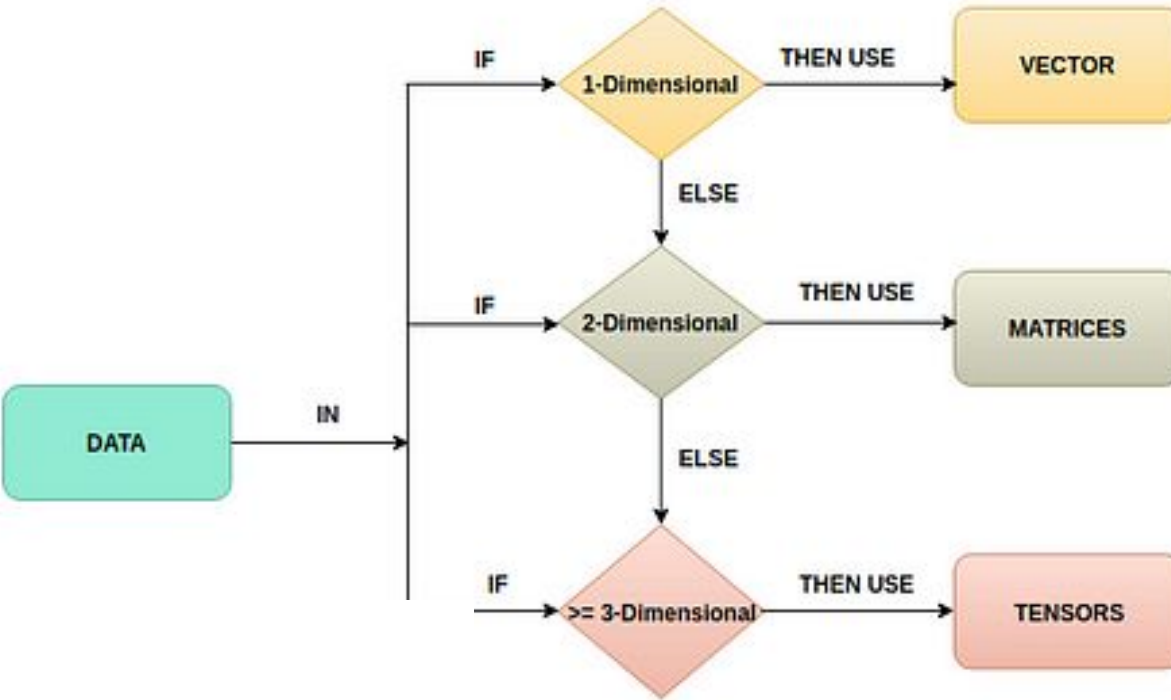 IF
1-Dimensional
THEN USE
VECTOR
ELSE
IF
2-Dimensional
THEN USE
MATRICES
DATA
IN
ELSE
IF
>= 3-Dimensional
THEN USE
TENSORS